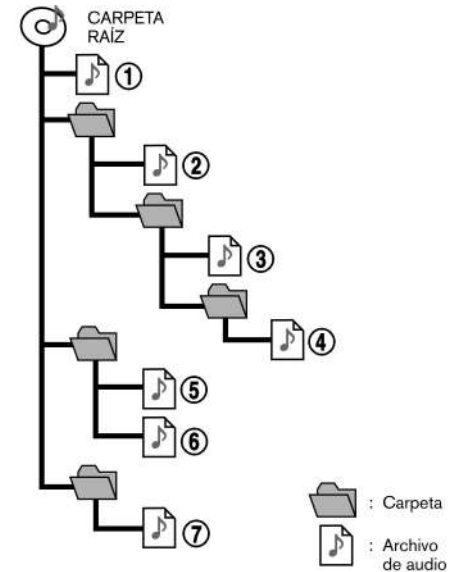 CARPETA
RAÍZ
①
②
③
④
⑤
⑥
⑦
: Carpeta
: Archivo
de audio